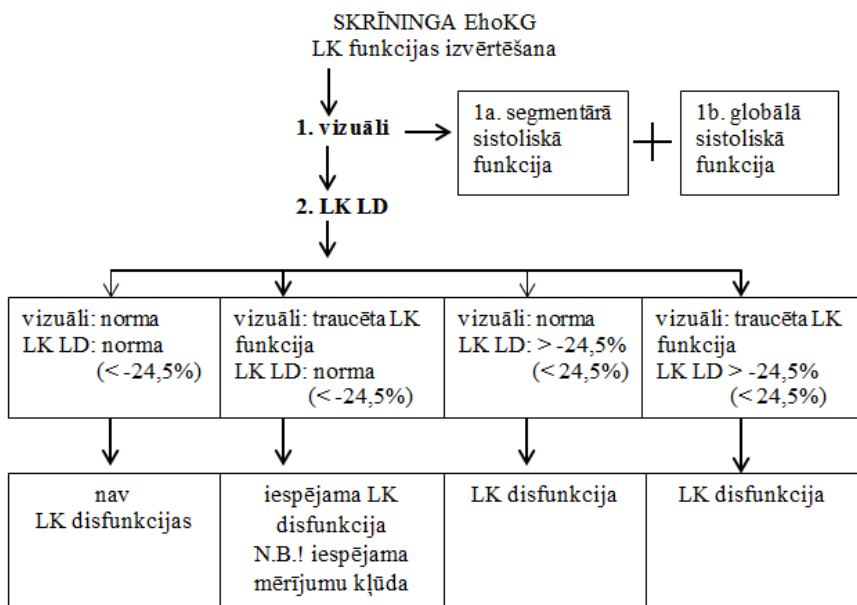 SKRĪNINGA EhoKG
LK funkcijas izvērtēšana
1. vizuāli
1a. segmentārā
sistoliskā
funkcija
1b. globālā
sistoliskā
funkcija
2. LK LD
vizuāli: norma
LK LD: norma
(< -24,5%)
vizuāli: traucēta LK
funkcija
LK LD: norma
(< -24,5%)
vizuāli: norma
LK LD: > -24,5%
(< 24,5%)
vizuāli: traucēta LK
funkcija
LK LD > -24,5%
(< 24,5%)
nav
LK disfunkcijas
iespējama LK
disfunkcija
N.B.! iespējama
mērījumu kļūda
LK disfunkcija
LK disfunkcija